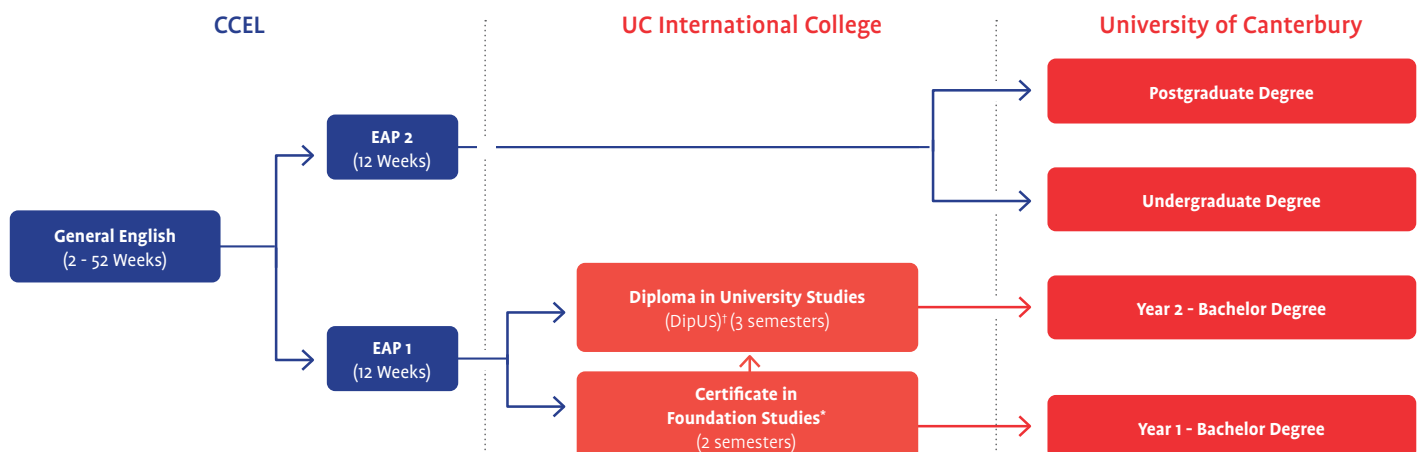 CCEL
UC International College
University of Canterbury
Postgraduate Degree
EAP 2
(12 Weeks)
Undergraduate Degree
General English
(2 - 52 Weeks)
Diploma in University Studies
(DipUS)† (3 semesters)
Year 2 - Bachelor Degree
EAP 1
(12 Weeks)
Certificate in
Foundation Studies*
(2 semesters)
Year 1 - Bachelor Degree